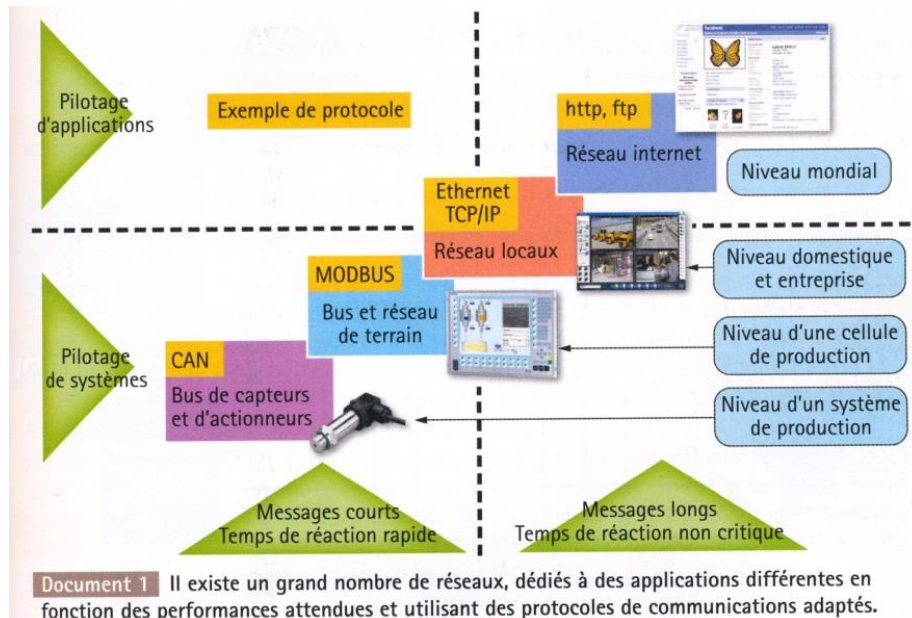 Pilotage
d'applications
Exemple de protocole
http, ftp
Réseau internet
Niveau mondial
Ethernet
TCP/IP
Réseau locaux
Niveau domestique
et entreprise
MODBUS
Bus et réseau
de terrain
Niveau d'une cellule
de production
Pilotage
de systèmes
CAN
Bus de capteurs
et d'actionneurs
Niveau d'un système
de production
Messages courts
Temps de réaction rapide
Messages longs
Temps de réaction non critique
Document 1 Il existe un grand nombre de réseaux, dédiés à des applications différentes en
fonction des performances attendues et utilisant des protocoles de communications adaptés.